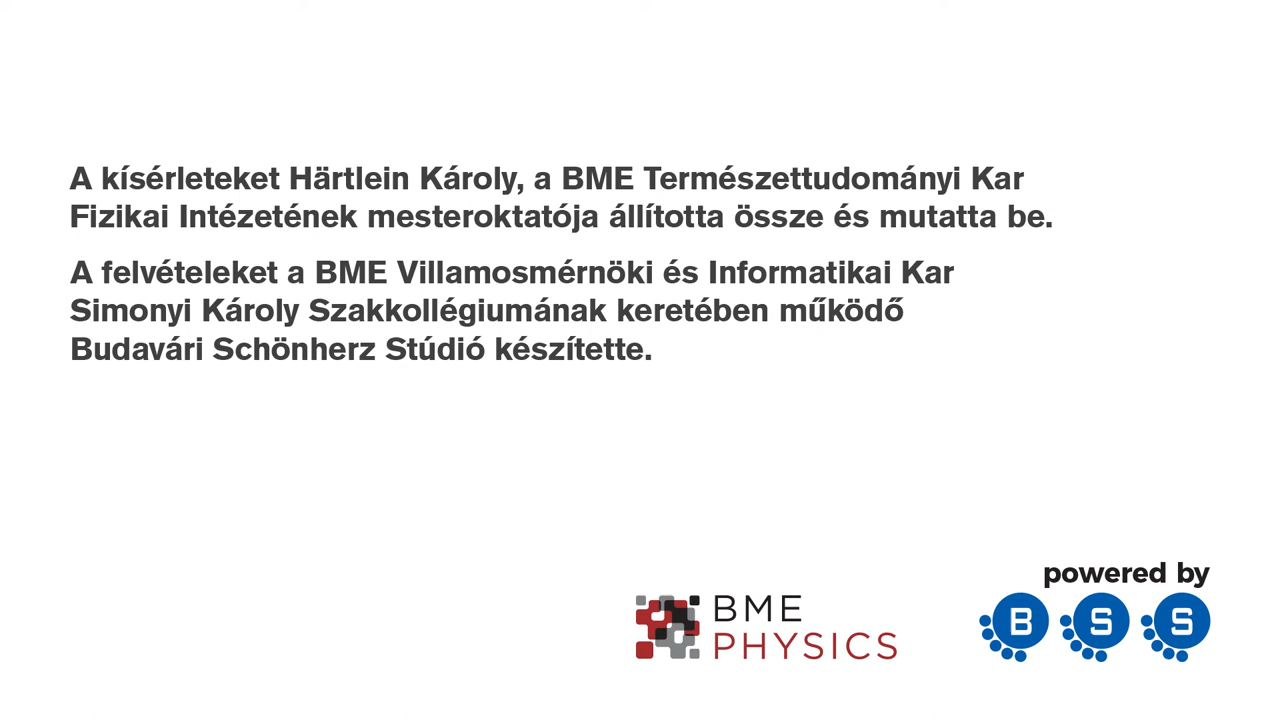 A kísérleteket Härtlein Károly, a BME Természettudományi Kar
Fizikai Intézetének mesteroktatója állította össze és mutatta be.
A felvételeket a BME Villamosmérnöki és Informatikai Kar
Simonyi Károly Szakkollégiumának keretében működő
Budavári Schönherz Stúdió készítette.
powered by
BME
PHYSICS
B S S